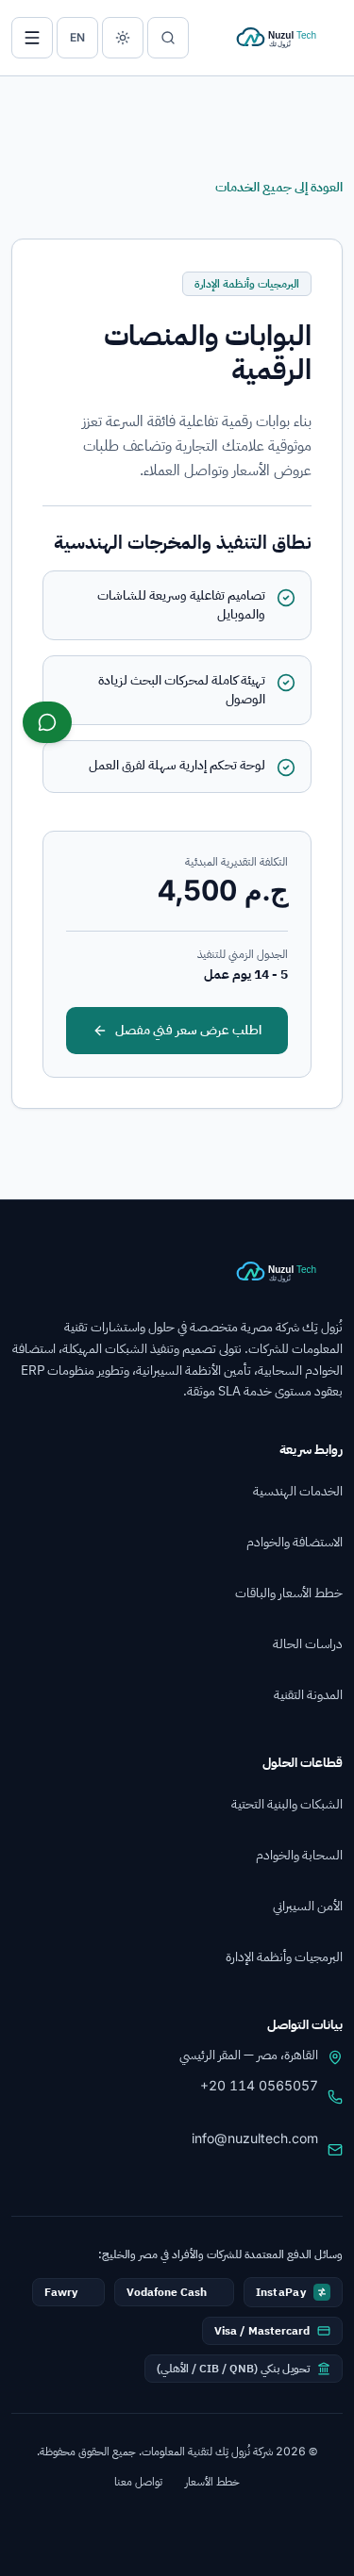 Nuzul Tech
نُزول تِك
EN
العودة إلى جميع الخدمات
البرمجيات وأنظمة الإدارة
البوابات والمنصات
الرقمية
بناء بوابات رقمية تفاعلية فائقة السرعة تعزز
موثوقية علامتك التجارية وتضاعف طلبات
عروض الأسعار وتواصل العملاء.
نطاق التنفيذ والمخرجات الهندسية
تصاميم تفاعلية وسريعة للشاشات
والموبايل
تهيئة كاملة لمحركات البحث لزيادة
الوصول
لوحة تحكم إدارية سهلة لفرق العمل
التكلفة التقديرية المبدئية
4,500 ج.م
الجدول الزمني للتنفيذ
5 - 14 يوم عمل
اطلب عرض سعر فني مفصل
Nuzul Tech
نُزول تِك
نُزول تِك شركة مصرية متخصصة في حلول واستشارات تقنية
المعلومات للشركات. نتولى تصميم وتنفيذ الشبكات المهيكلة، استضافة
الخوادم السحابية، تأمين الأنظمة السيبرانية، وتطوير منظومات ERP
بعقود مستوى خدمة SLA موثقة.
روابط سريعة
الخدمات الهندسية
الاستضافة والخوادم
خطط الأسعار والباقات
دراسات الحالة
المدونة التقنية
قطاعات الحلول
الشبكات والبنية التحتية
السحابة والخوادم
الأمن السيبراني
البرمجيات وأنظمة الإدارة
بيانات التواصل
القاهرة، مصر — المقر الرئيسي
+20 114 0565057
info@nuzultech.com
وسائل الدفع المعتمدة للشركات والأفراد في مصر والخليج:
InstaPay
Vodafone Cash
Fawry
Visa / Mastercard
تحويل بنكي (CIB / QNB / الأهلي)
© 2026 شركة نُزول تِك لتقنية المعلومات. جميع الحقوق محفوظة.
خطط الأسعار
تواصل معنا